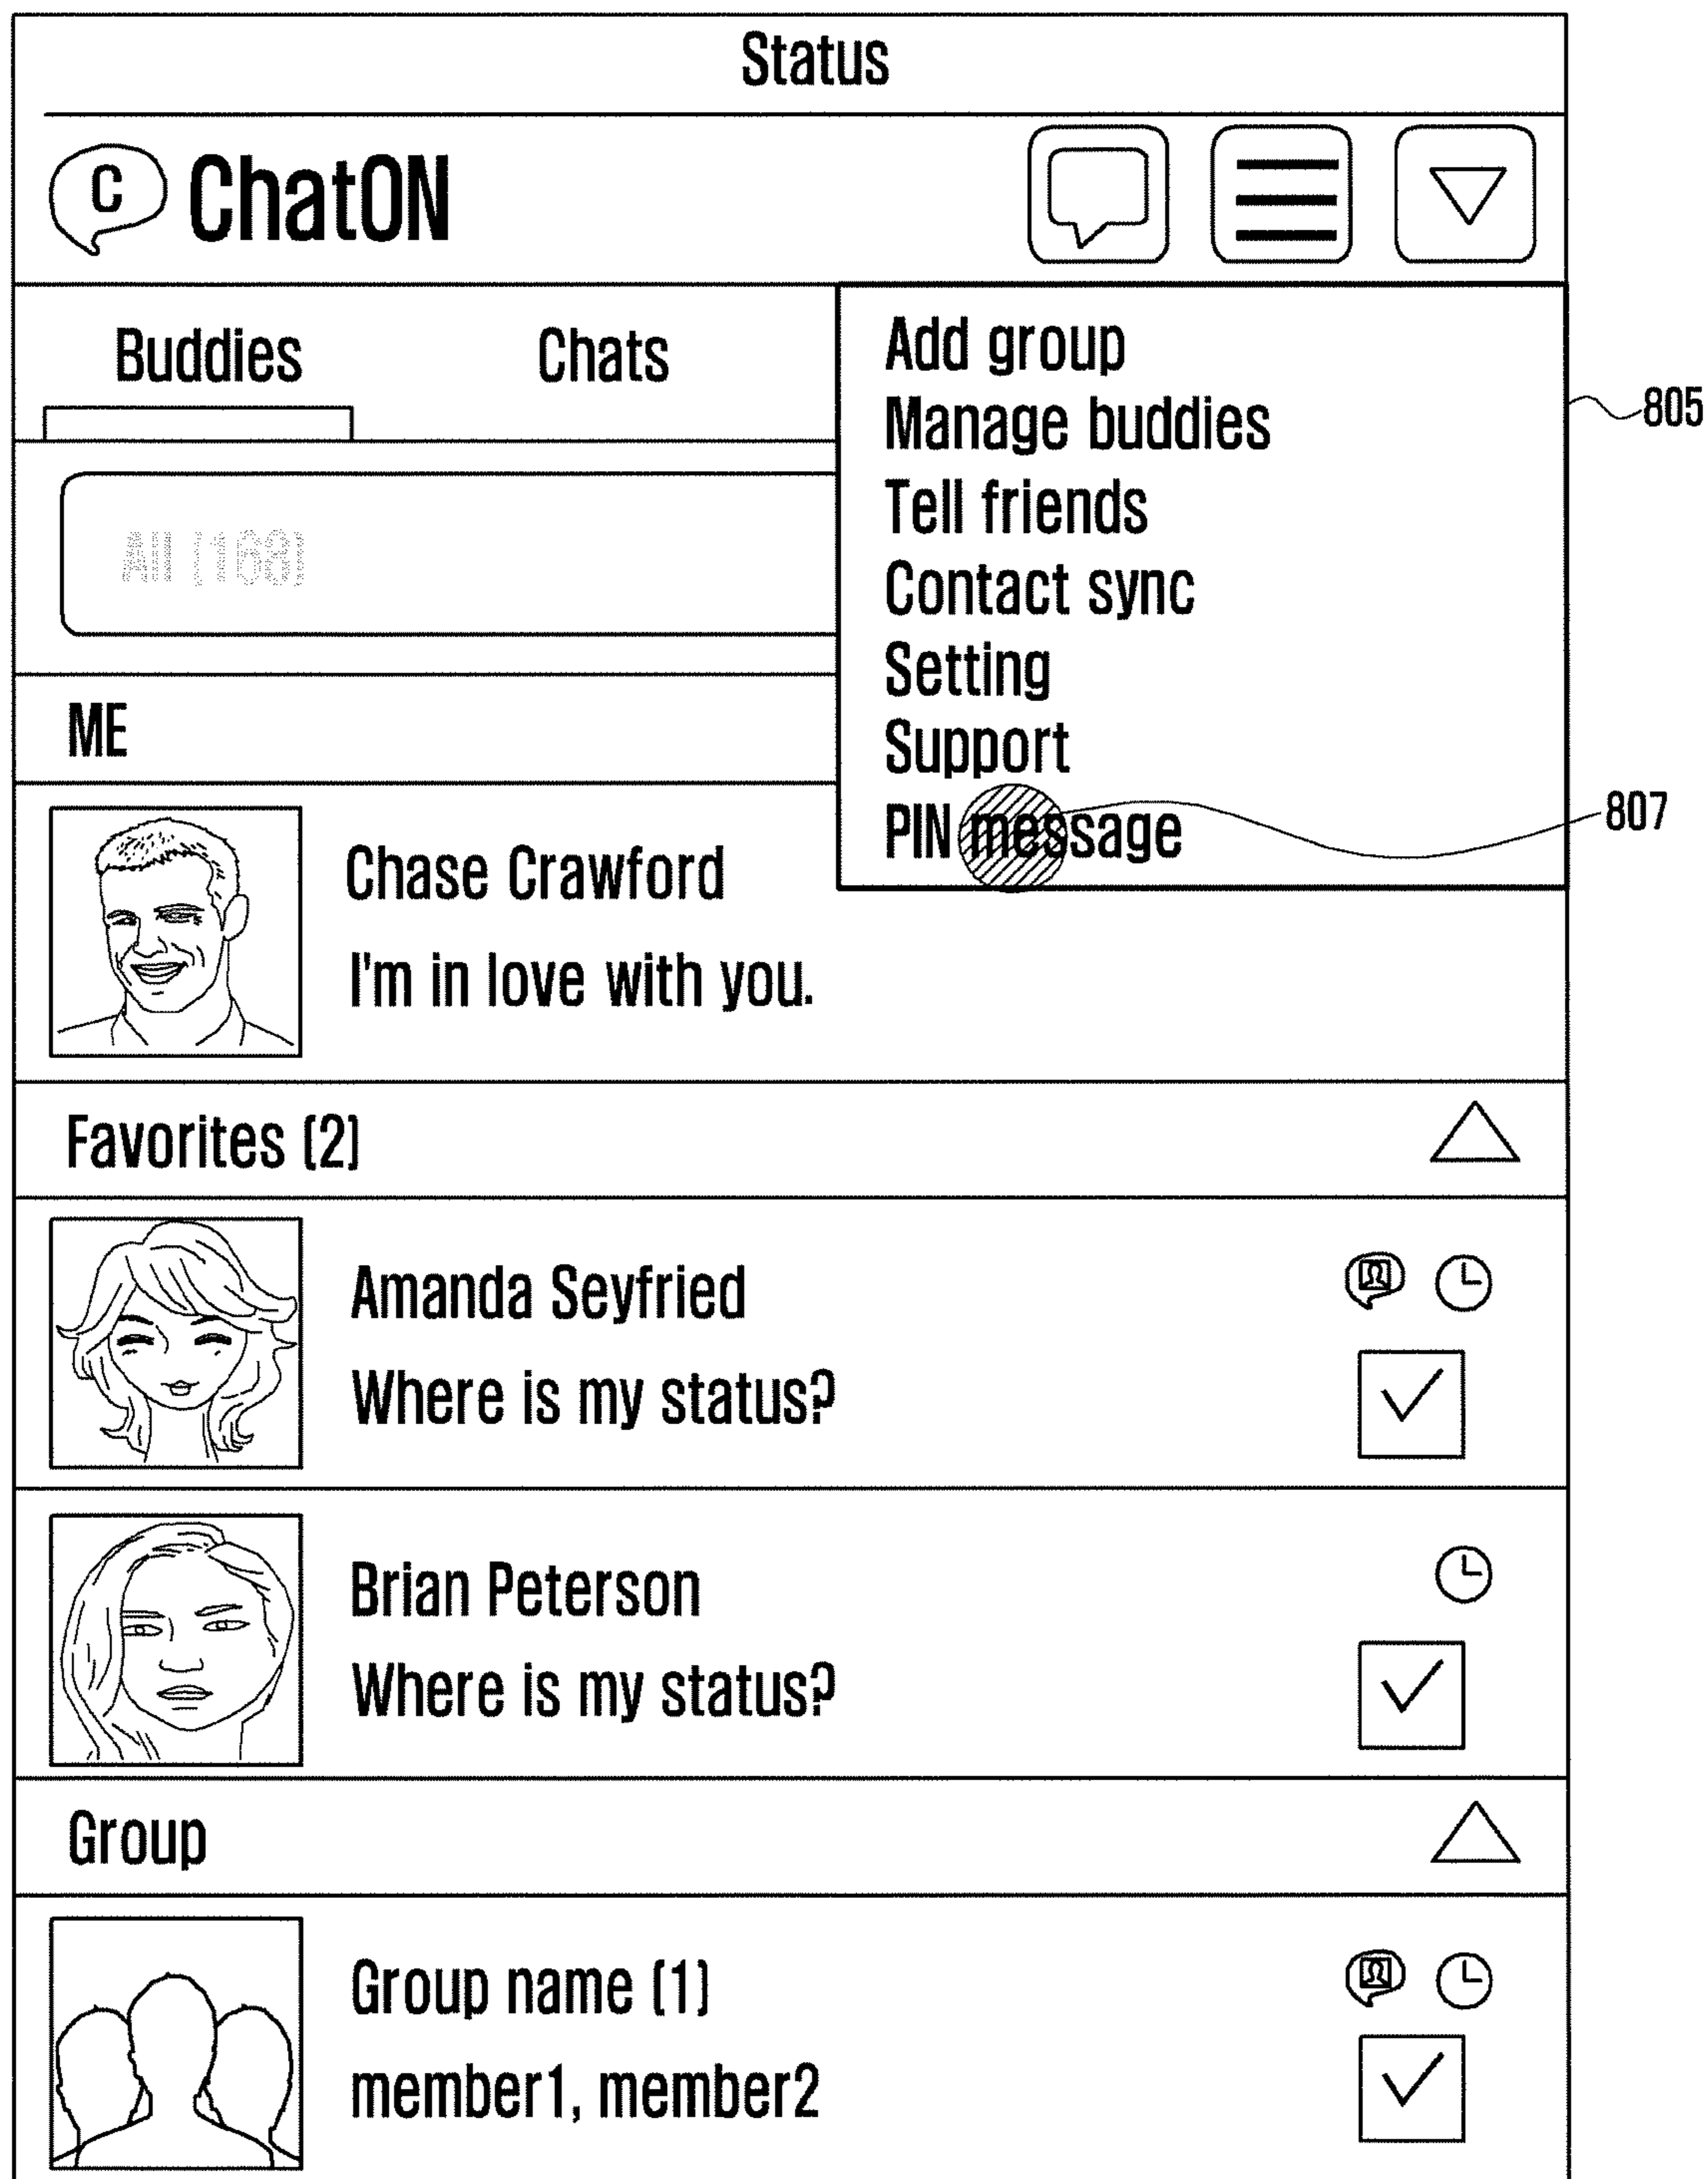 Status
C ChatON
Buddies Chats
Add group
Manage buddies
805
Tell friends
All (168)
Contact sync
Setting
ME
Support
PIN message
807
Chase Crawford
I'm in love with you.
Favorites (2)
Amanda Seyfried
Where is my status?
Brian Peterson
Where is my status?
Group
Group name (1)
member1, member2